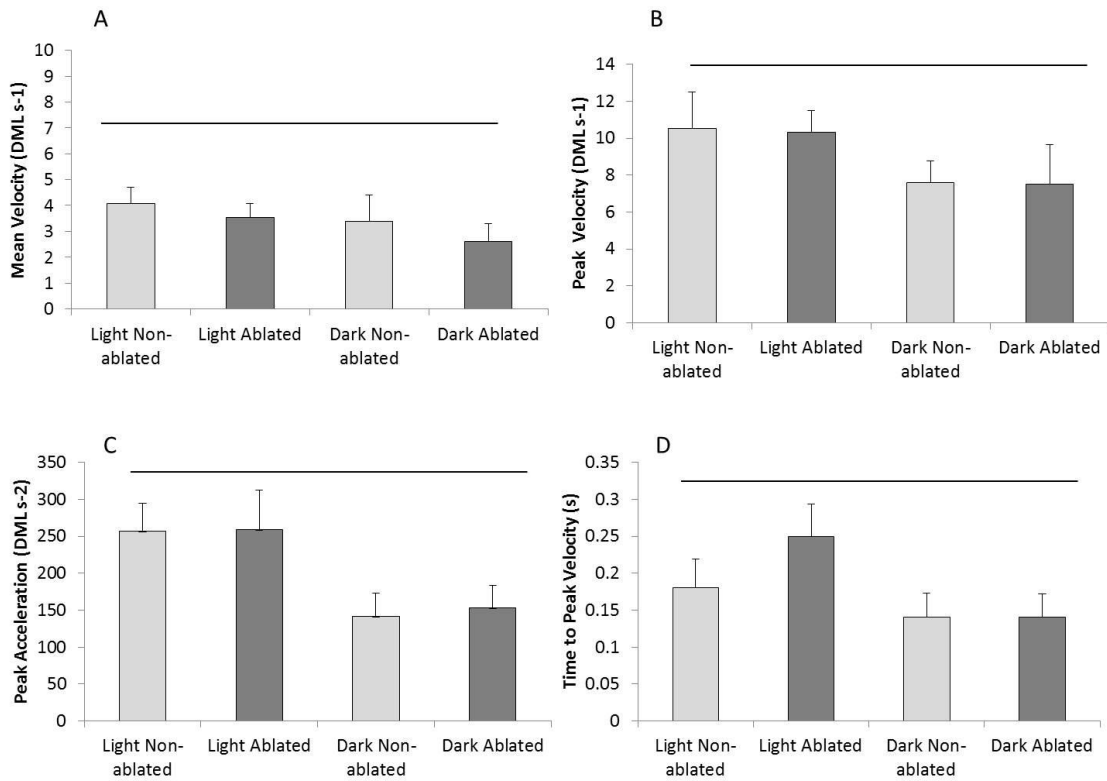 A
Mean Velocity (DML s-1)
10
9
8
7
6
5
4
3
2
1
0
Light Non-
ablated
Light Ablated
Dark Non-
ablated
Dark Ablated
B
Peak Velocity (DML s-1)
14
12
10
8
6
4
2
0
Light Non-
ablated
Light Ablated
Dark Non-
ablated
Dark Ablated
C
Peak Acceleration (DML s-2)
350
300
250
200
150
100
50
0
Light Non-
ablated
Light Ablated
Dark Non-
ablated
Dark Ablated
D
Time to Peak Velocity (s)
0.35
0.3
0.25
0.2
0.15
0.1
0.05
0
Light Non-
ablated
Light Ablated
Dark Non-
ablated
Dark Ablated